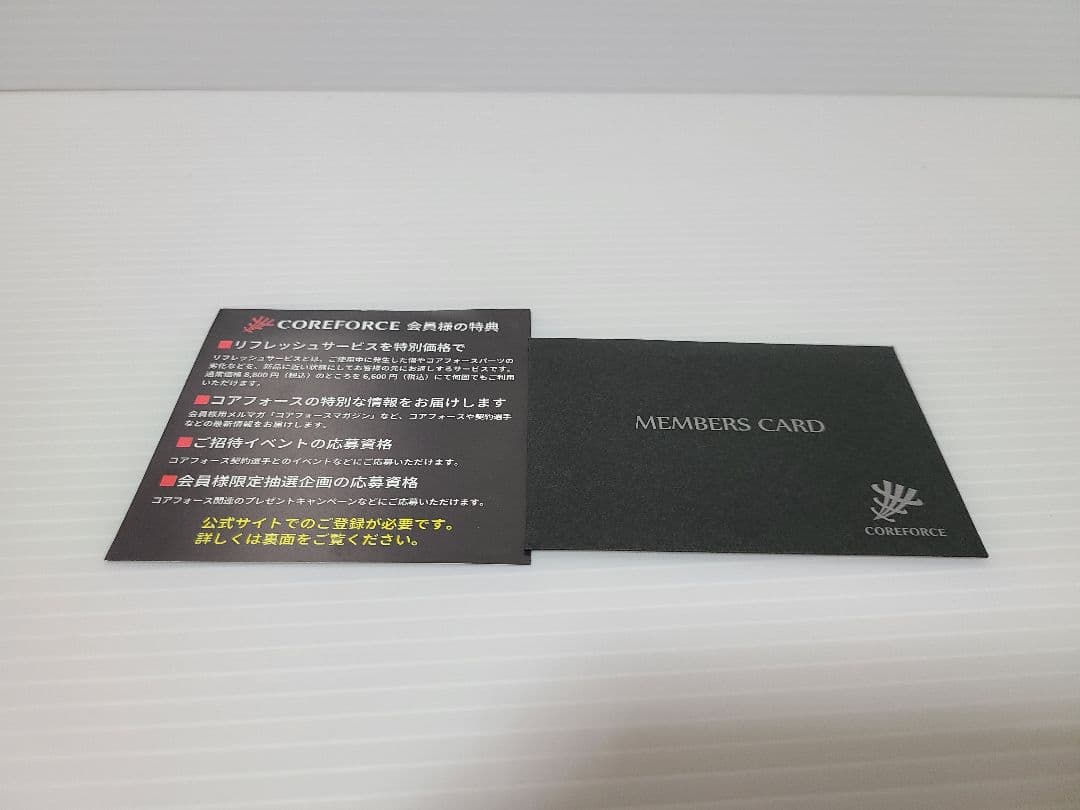 COREFORCE 会員様の特典
■リフレッシュサービスを特別価格で
リフレッシュサービスとは、ご使用中に発生した傷やコアフォースパーツの
劣化などを、新品に近い状態にしてお客様の元にお返しするサービスです。
通常価格8,800円（税込）のところを6,600円（税込）にて何回でもご利用
いただけます。
■コアフォースの特別な情報をお届けします
会員様用メルマガ「コアフォースマガジン」など、コアフォースや契約選手
などの最新情報をお届けします。
■ご招待イベントの応募資格
コアフォース契約選手とのイベントなどにご応募いただけます。
■会員様限定抽選企画の応募資格
コアフォース関連のプレゼントキャンペーンなどにご応募いただけます。
公式サイトでのご登録が必要です。
詳しくは裏面をご覧ください。
MEMBERS CARD
COREFORCE